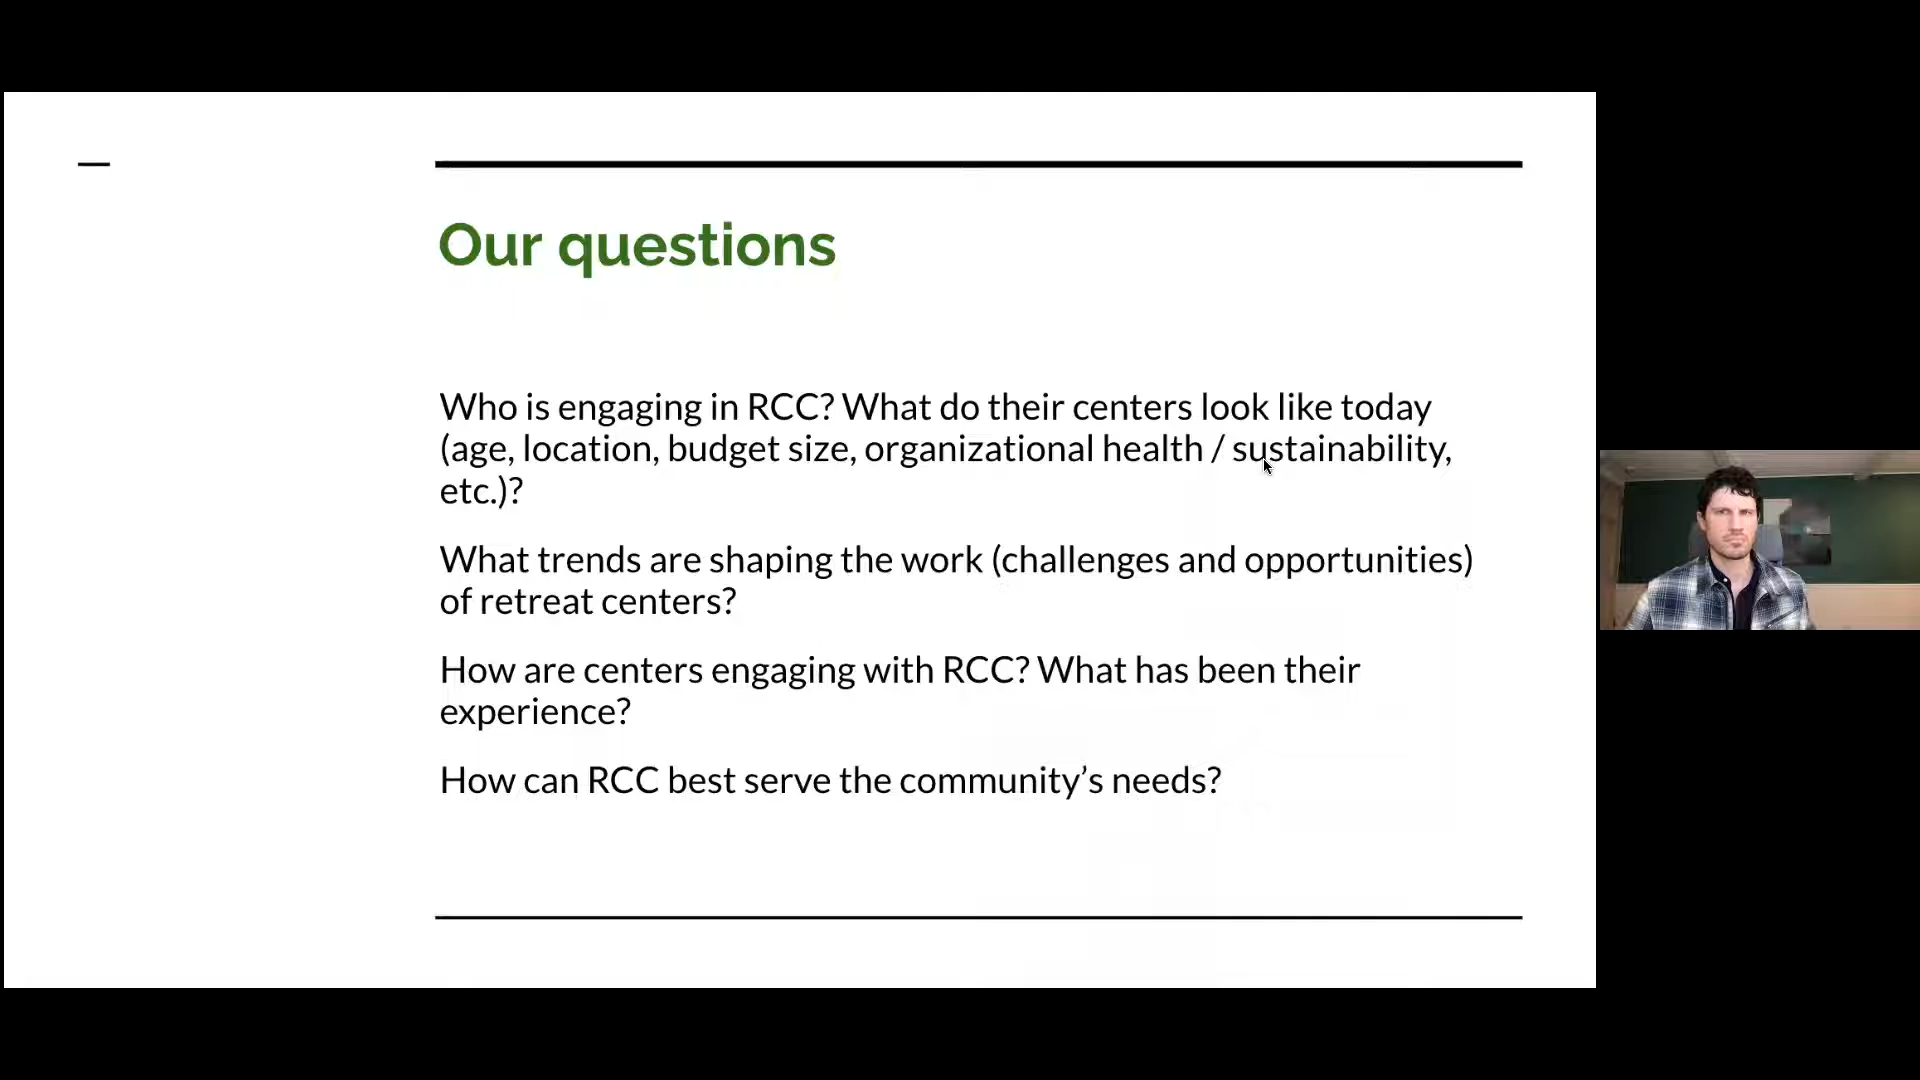 Our questions
Who is engaging in RCC? What do their centers look like today
(age, location, budget size, organizational health / sustainability,
etc.)?
What trends are shaping the work (challenges and opportunities)
of retreat centers?
How are centers engaging with RCC? What has been their
experience?
How can RCC best serve the community’s needs?